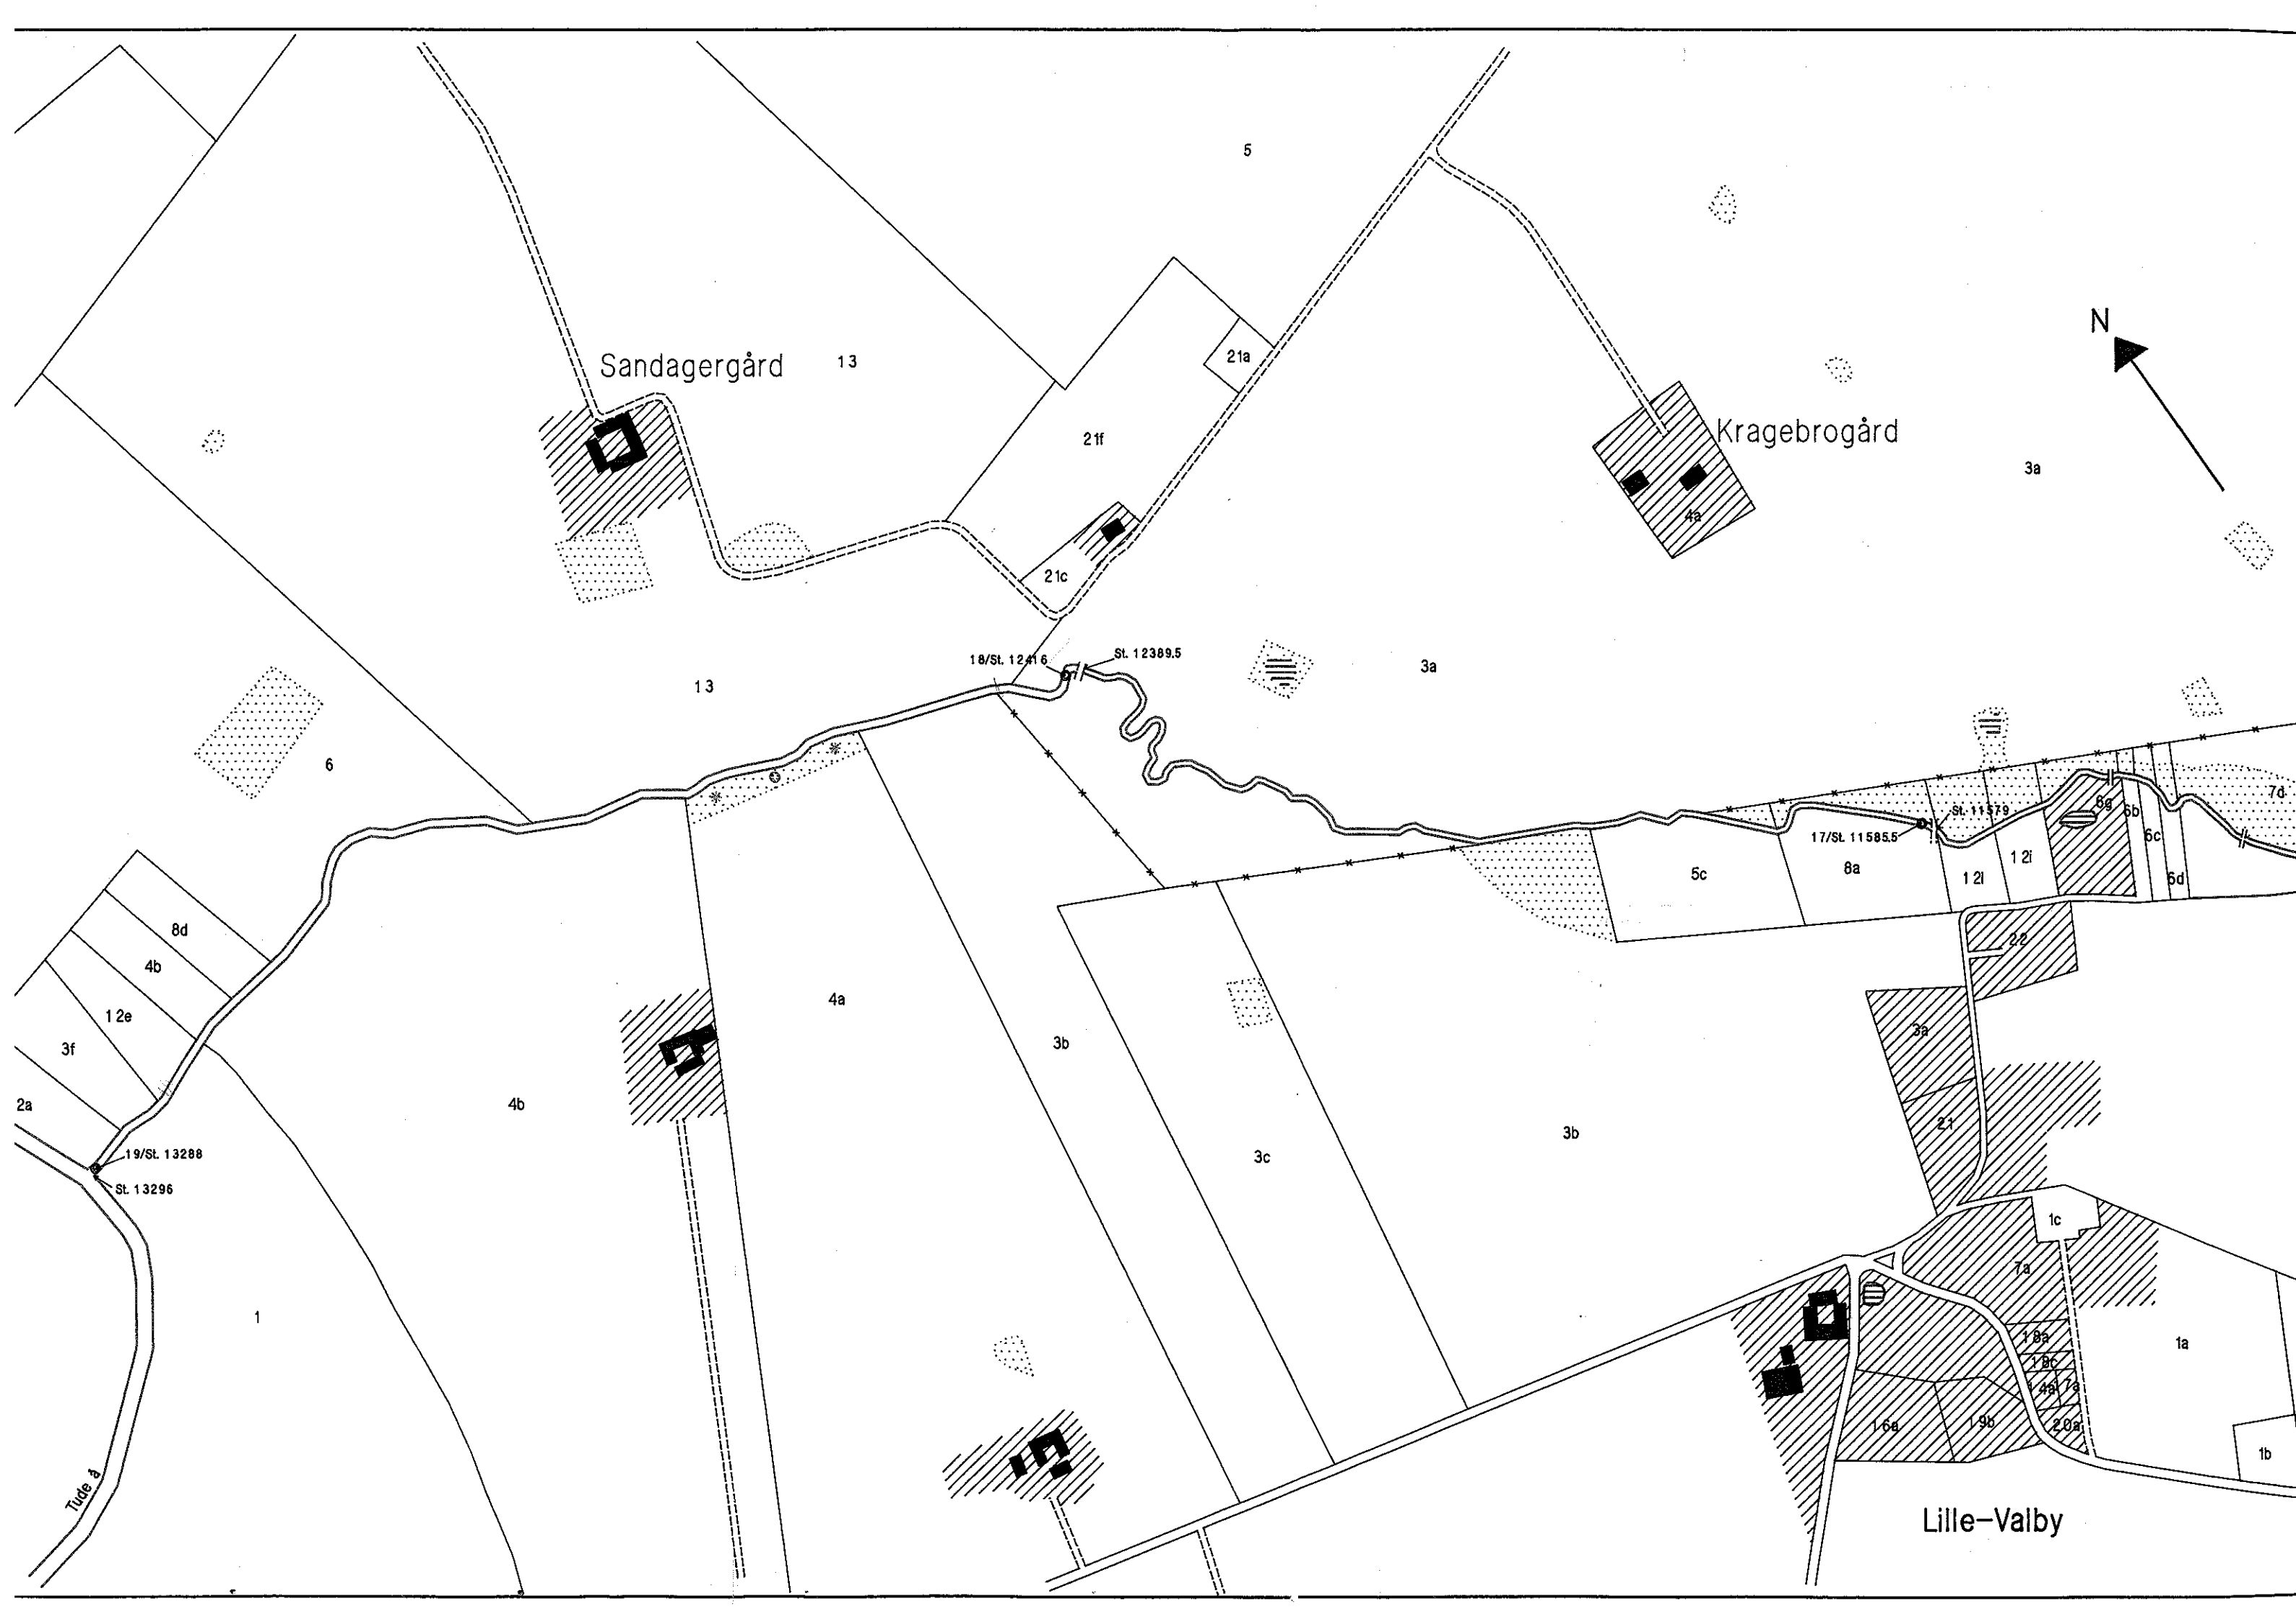 5
N
Sandagergård
13
21a
21f
Kragebrogård
3a
4a
21c
18/St. 12416
St. 12389.5
3a
13
6
7d
6g
St. 11579
6b
17/St. 11585.5
6c
5c
8a
12i
12i
6d
8d
22
4b
4a
12e
3a
3b
3f
2a
4b
21
3b
19/St. 13288
3c
St. 13296
1c
7a
1
18a
1a
18c
14a
7a
16a
19b
20a
1b
Tude å
Lille-Valby